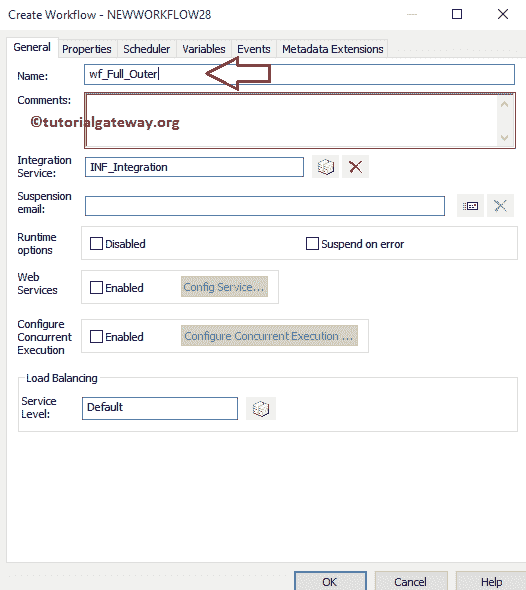 Create Workflow - NEWWORKFLOW28
General Properties Scheduler Variables Events Metadata Extensions
Name: wf_Full_Outer
Comments:
©tutorialgateway.org
Integration
Service: INF_Integration
Suspension
email:
Runtime
options Disabled Suspend on error
Web
Services Enabled Config Service...
Configure
Concurrent
Execution Enabled Configure Concurrent Execution ...
Load Balancing
Service
Level: Default
OK Cancel Help